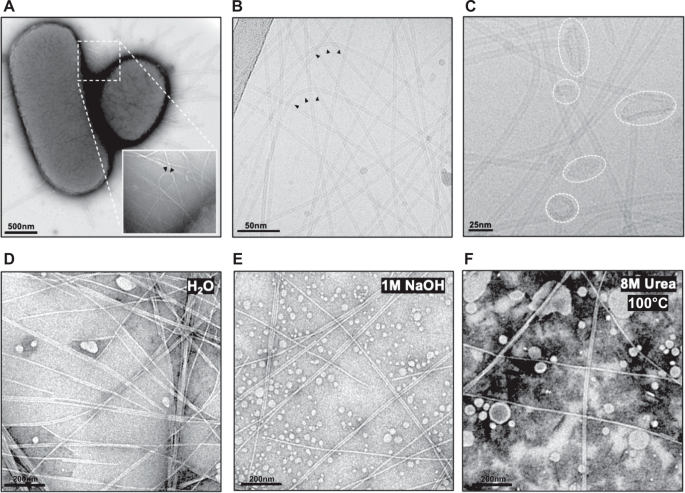 A
B
C
500nm
50nm
25nm
D
H₂O
E
1M NaOH
F
8M Urea
100°C
200nm
200nm
200nm